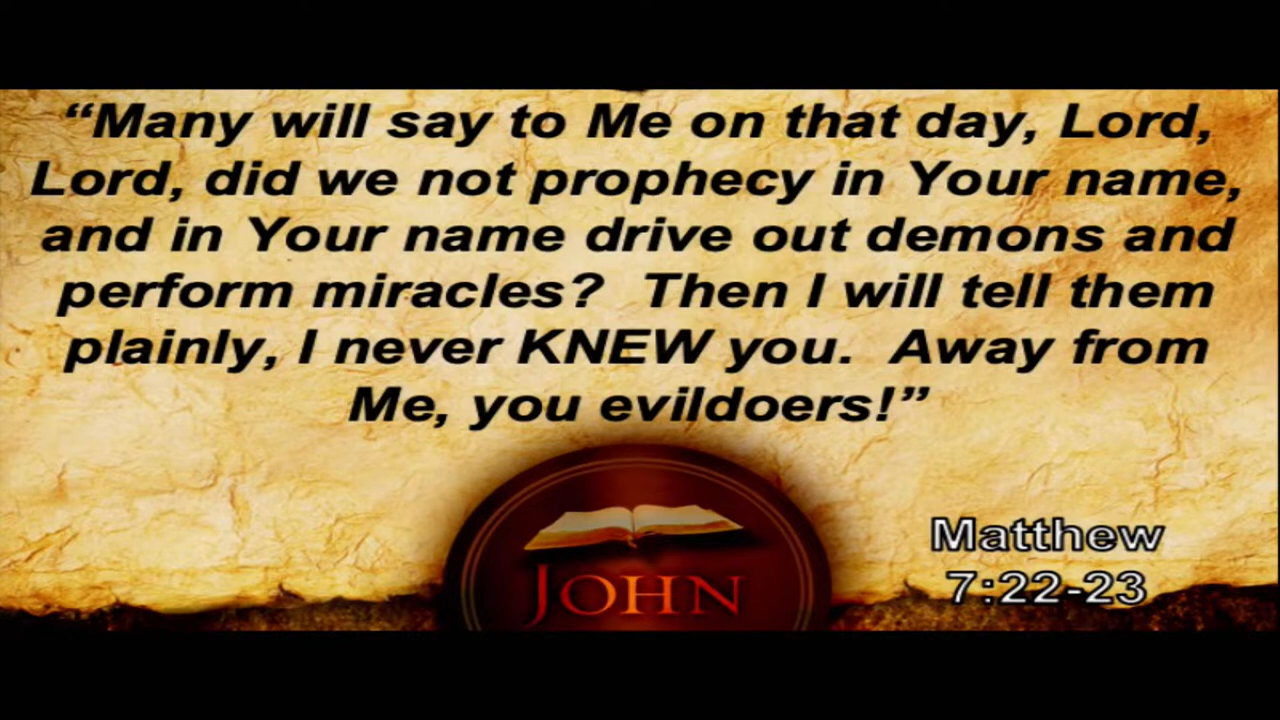 “Many will say to Me on that day, Lord,
Lord, did we not prophecy in Your name,
and in Your name drive out demons and
perform miracles?  Then I will tell them
plainly, I never KNEW you.  Away from
Me, you evildoers!”
JOHN
Matthew
7:22-23